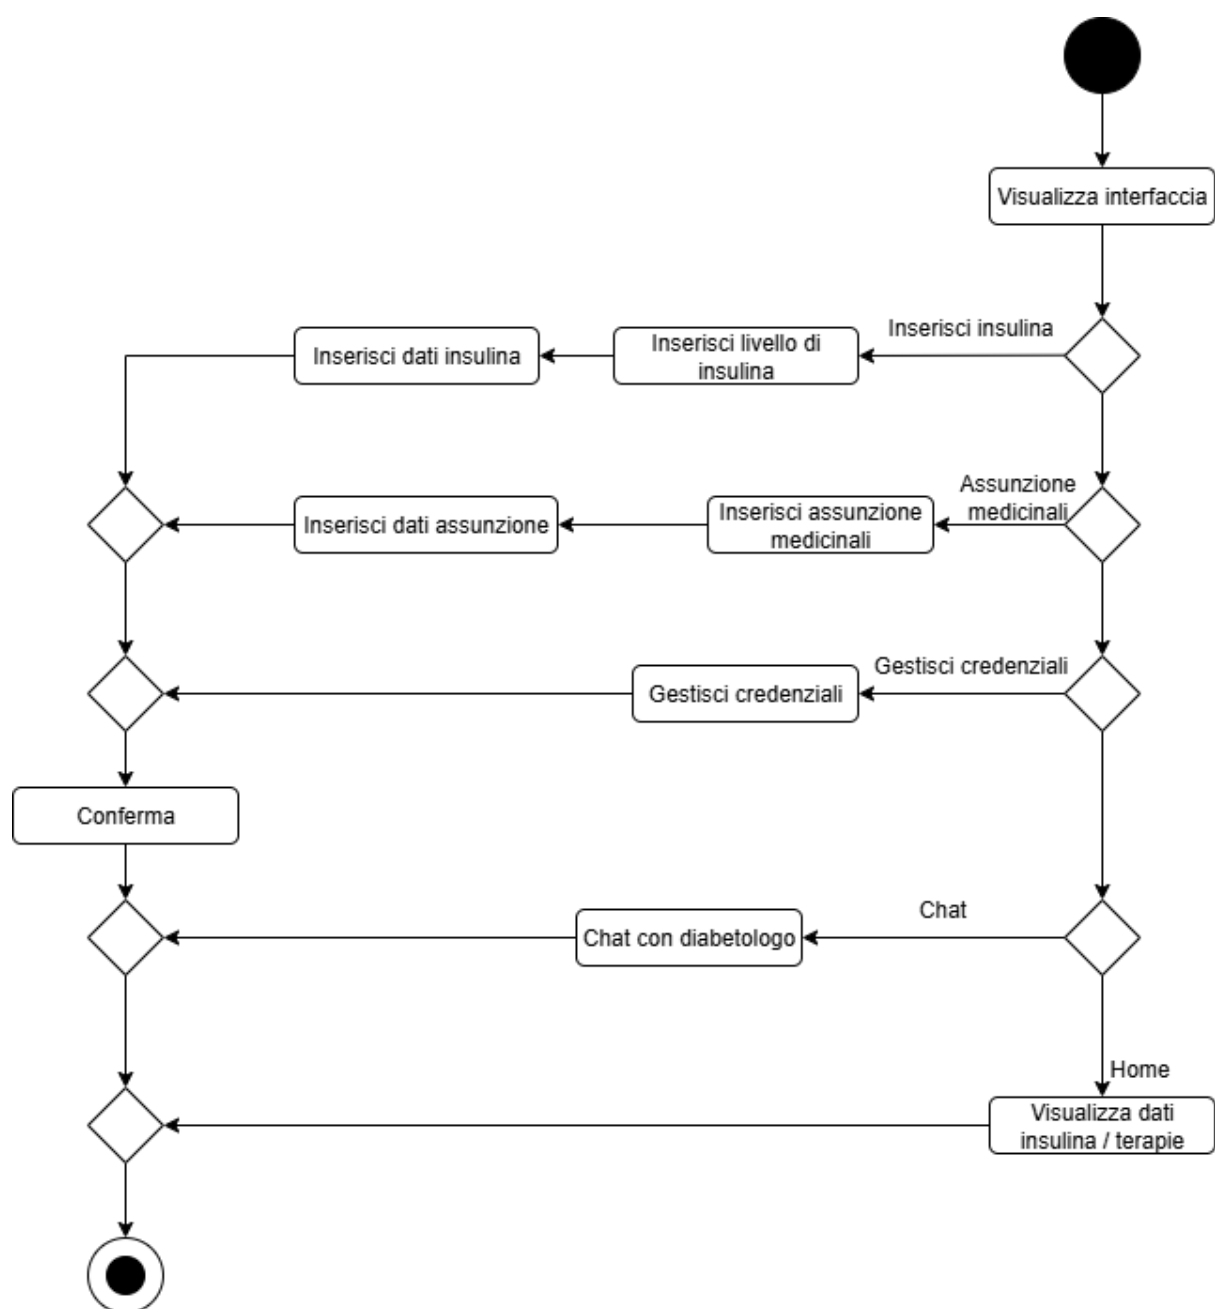 Visualizza interfaccia
Inserisci insulina
Inserisci livello di
insulina
Inserisci dati insulina
Assunzione
medicinali
Inserisci assunzione
medicinali
Inserisci dati assunzione
Gestisci credenziali
Gestisci credenziali
Conferma
Chat
Chat con diabetologo
Home
Visualizza dati
insulina / terapie